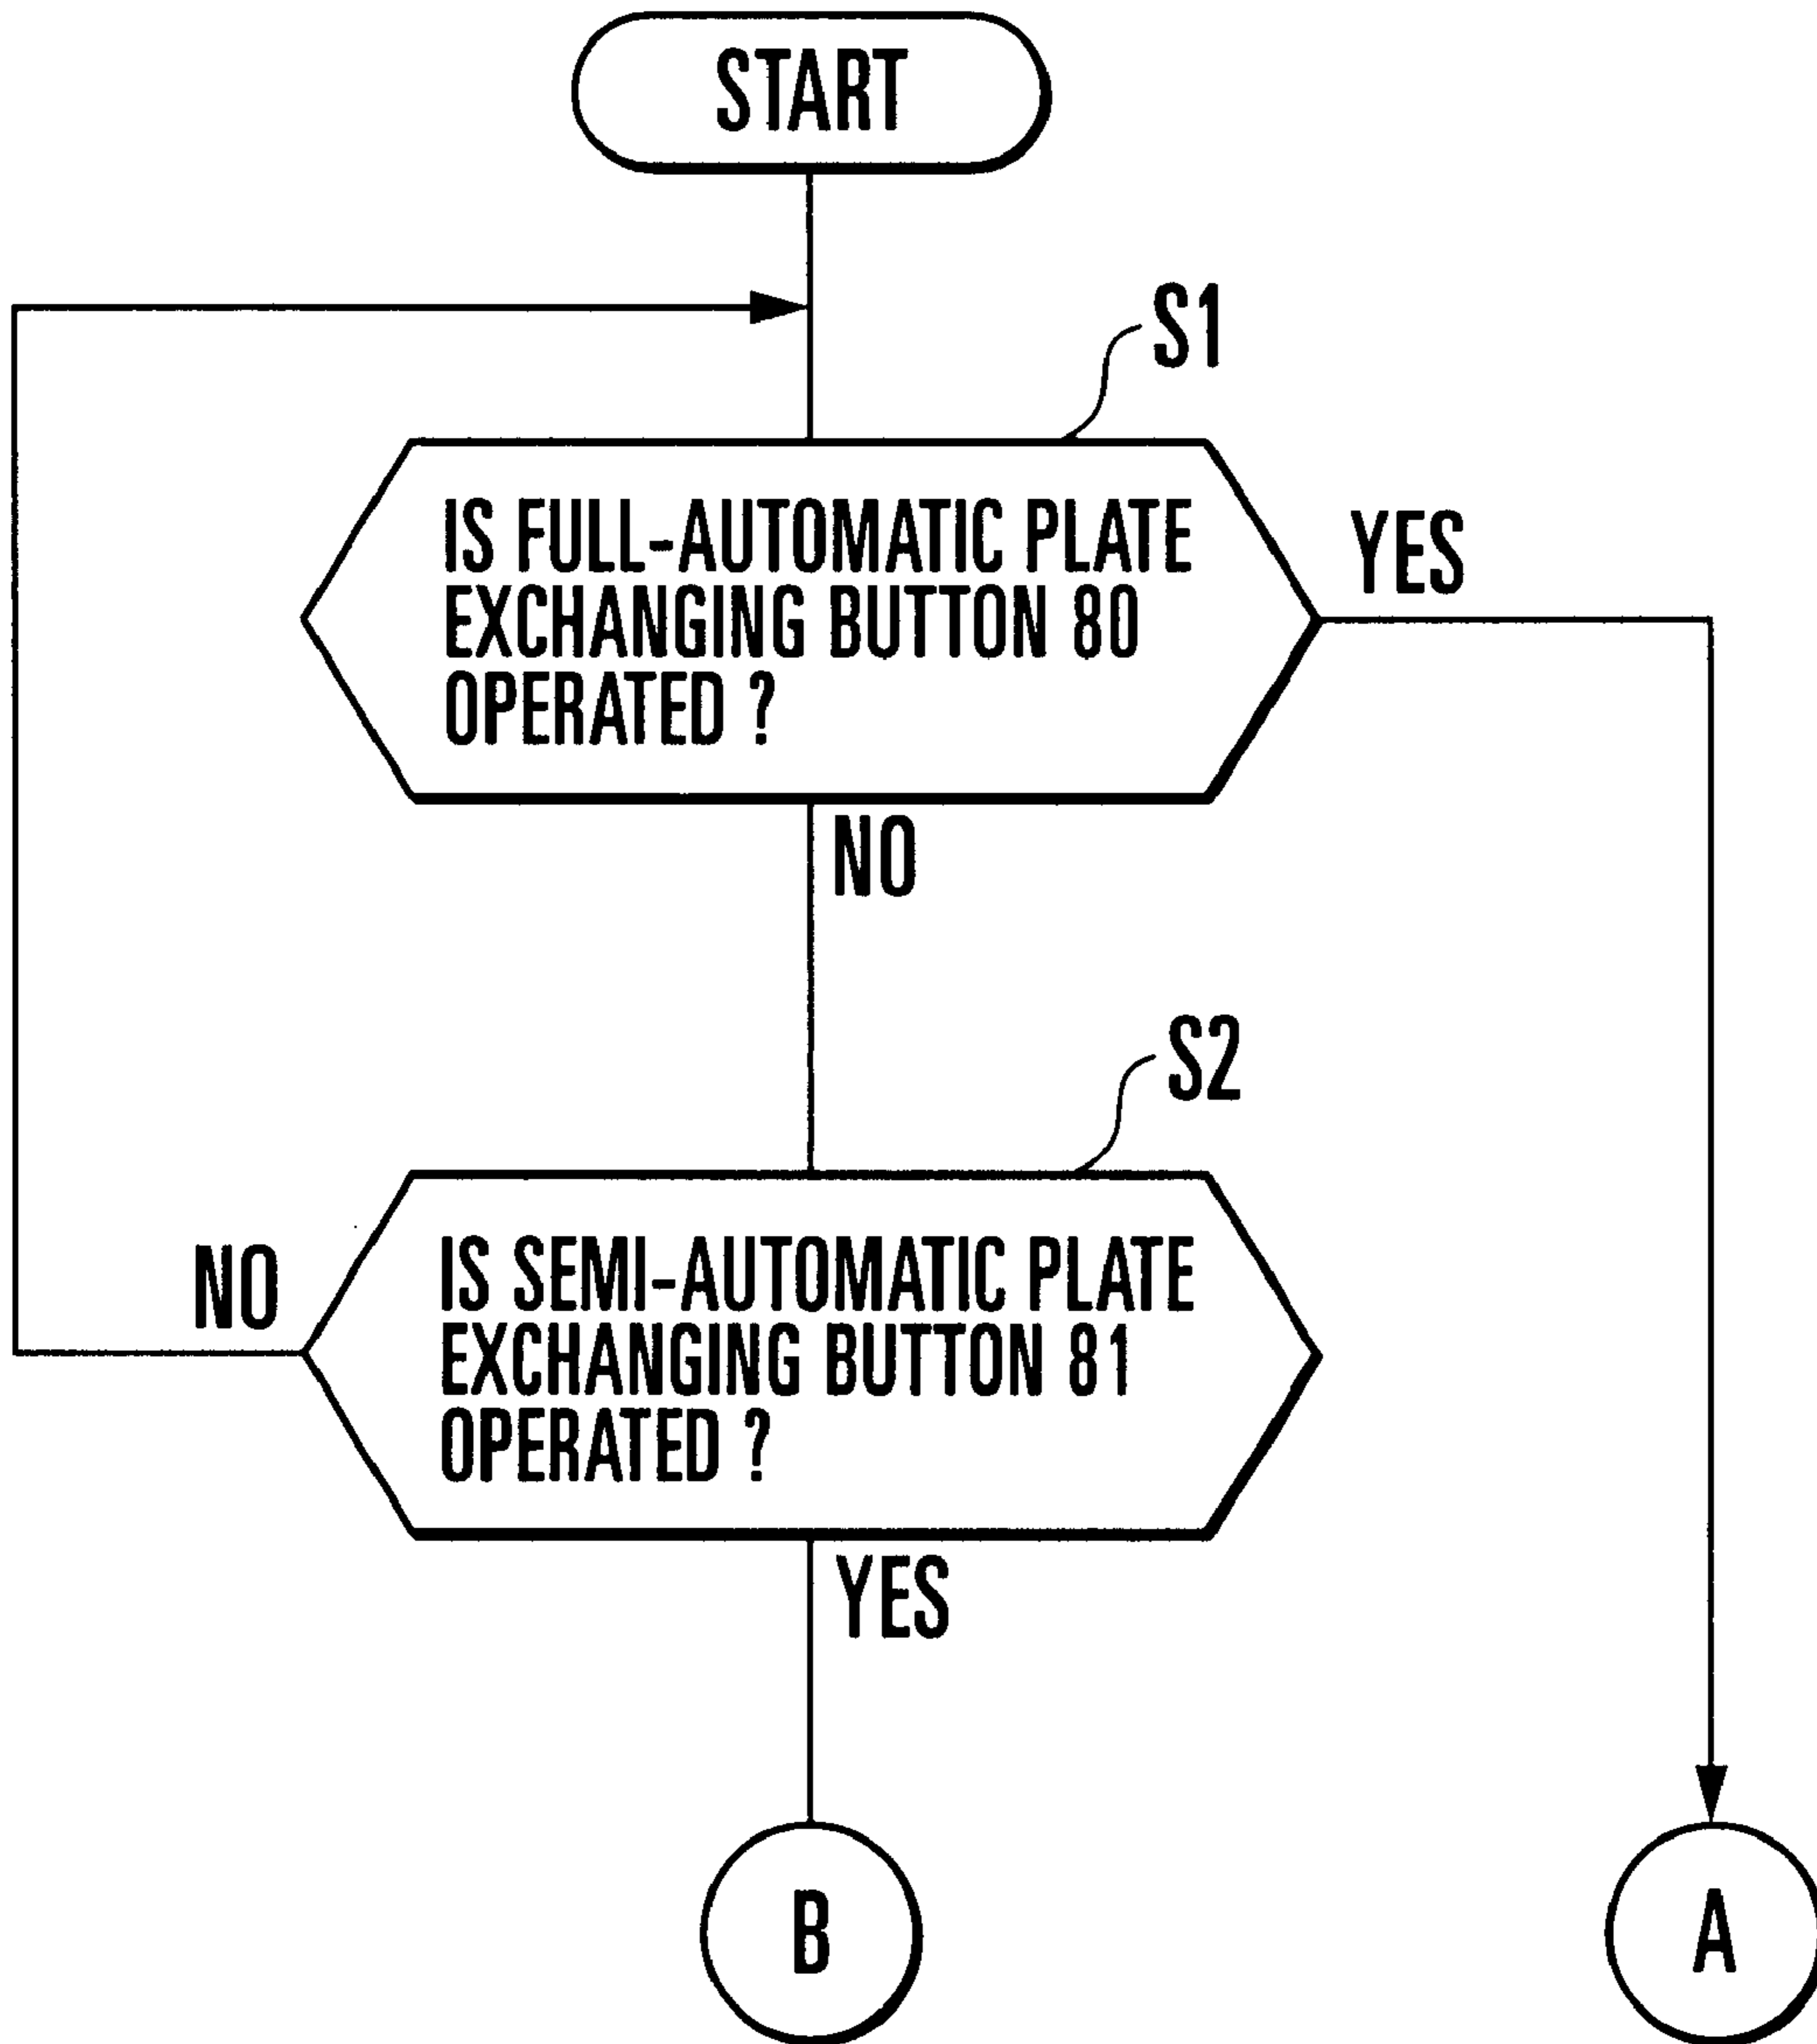 START
S1
IS FULL-AUTOMATIC PLATE
EXCHANGING BUTTON 80
OPERATED ?
YES
NO
S2
IS SEMI-AUTOMATIC PLATE
EXCHANGING BUTTON 81
OPERATED ?
NO
YES
B
A